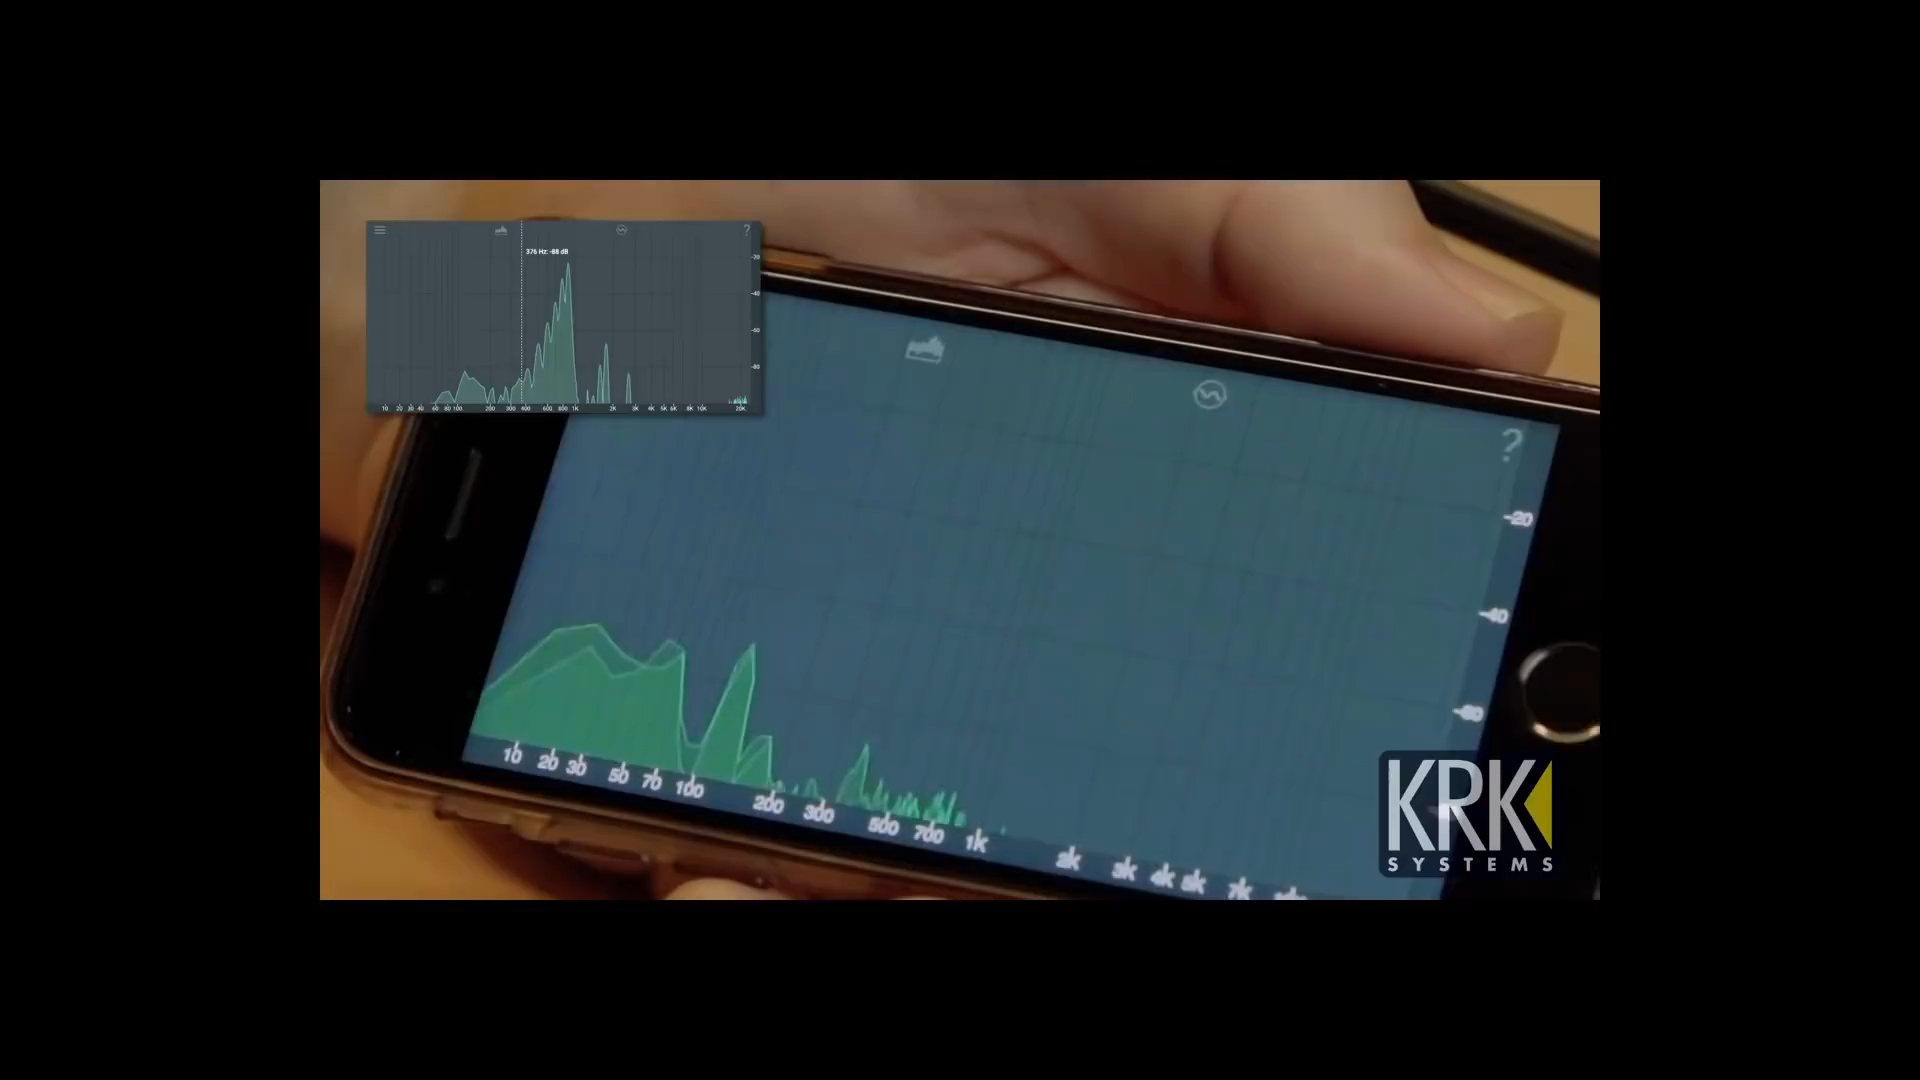 ?
376 Hz: -88 dB
-20
-40
-60
-80
10 20 30 40 60 80 100 200 300 400 600 800 1K 2K 3K 4K 5K 6K 8K 10K 20K
?
-20
-40
-60
10 20 30 50 70 100 200 300 500 700 1k 2k 3k 4k 5k 7k
KRK
SYSTEMS